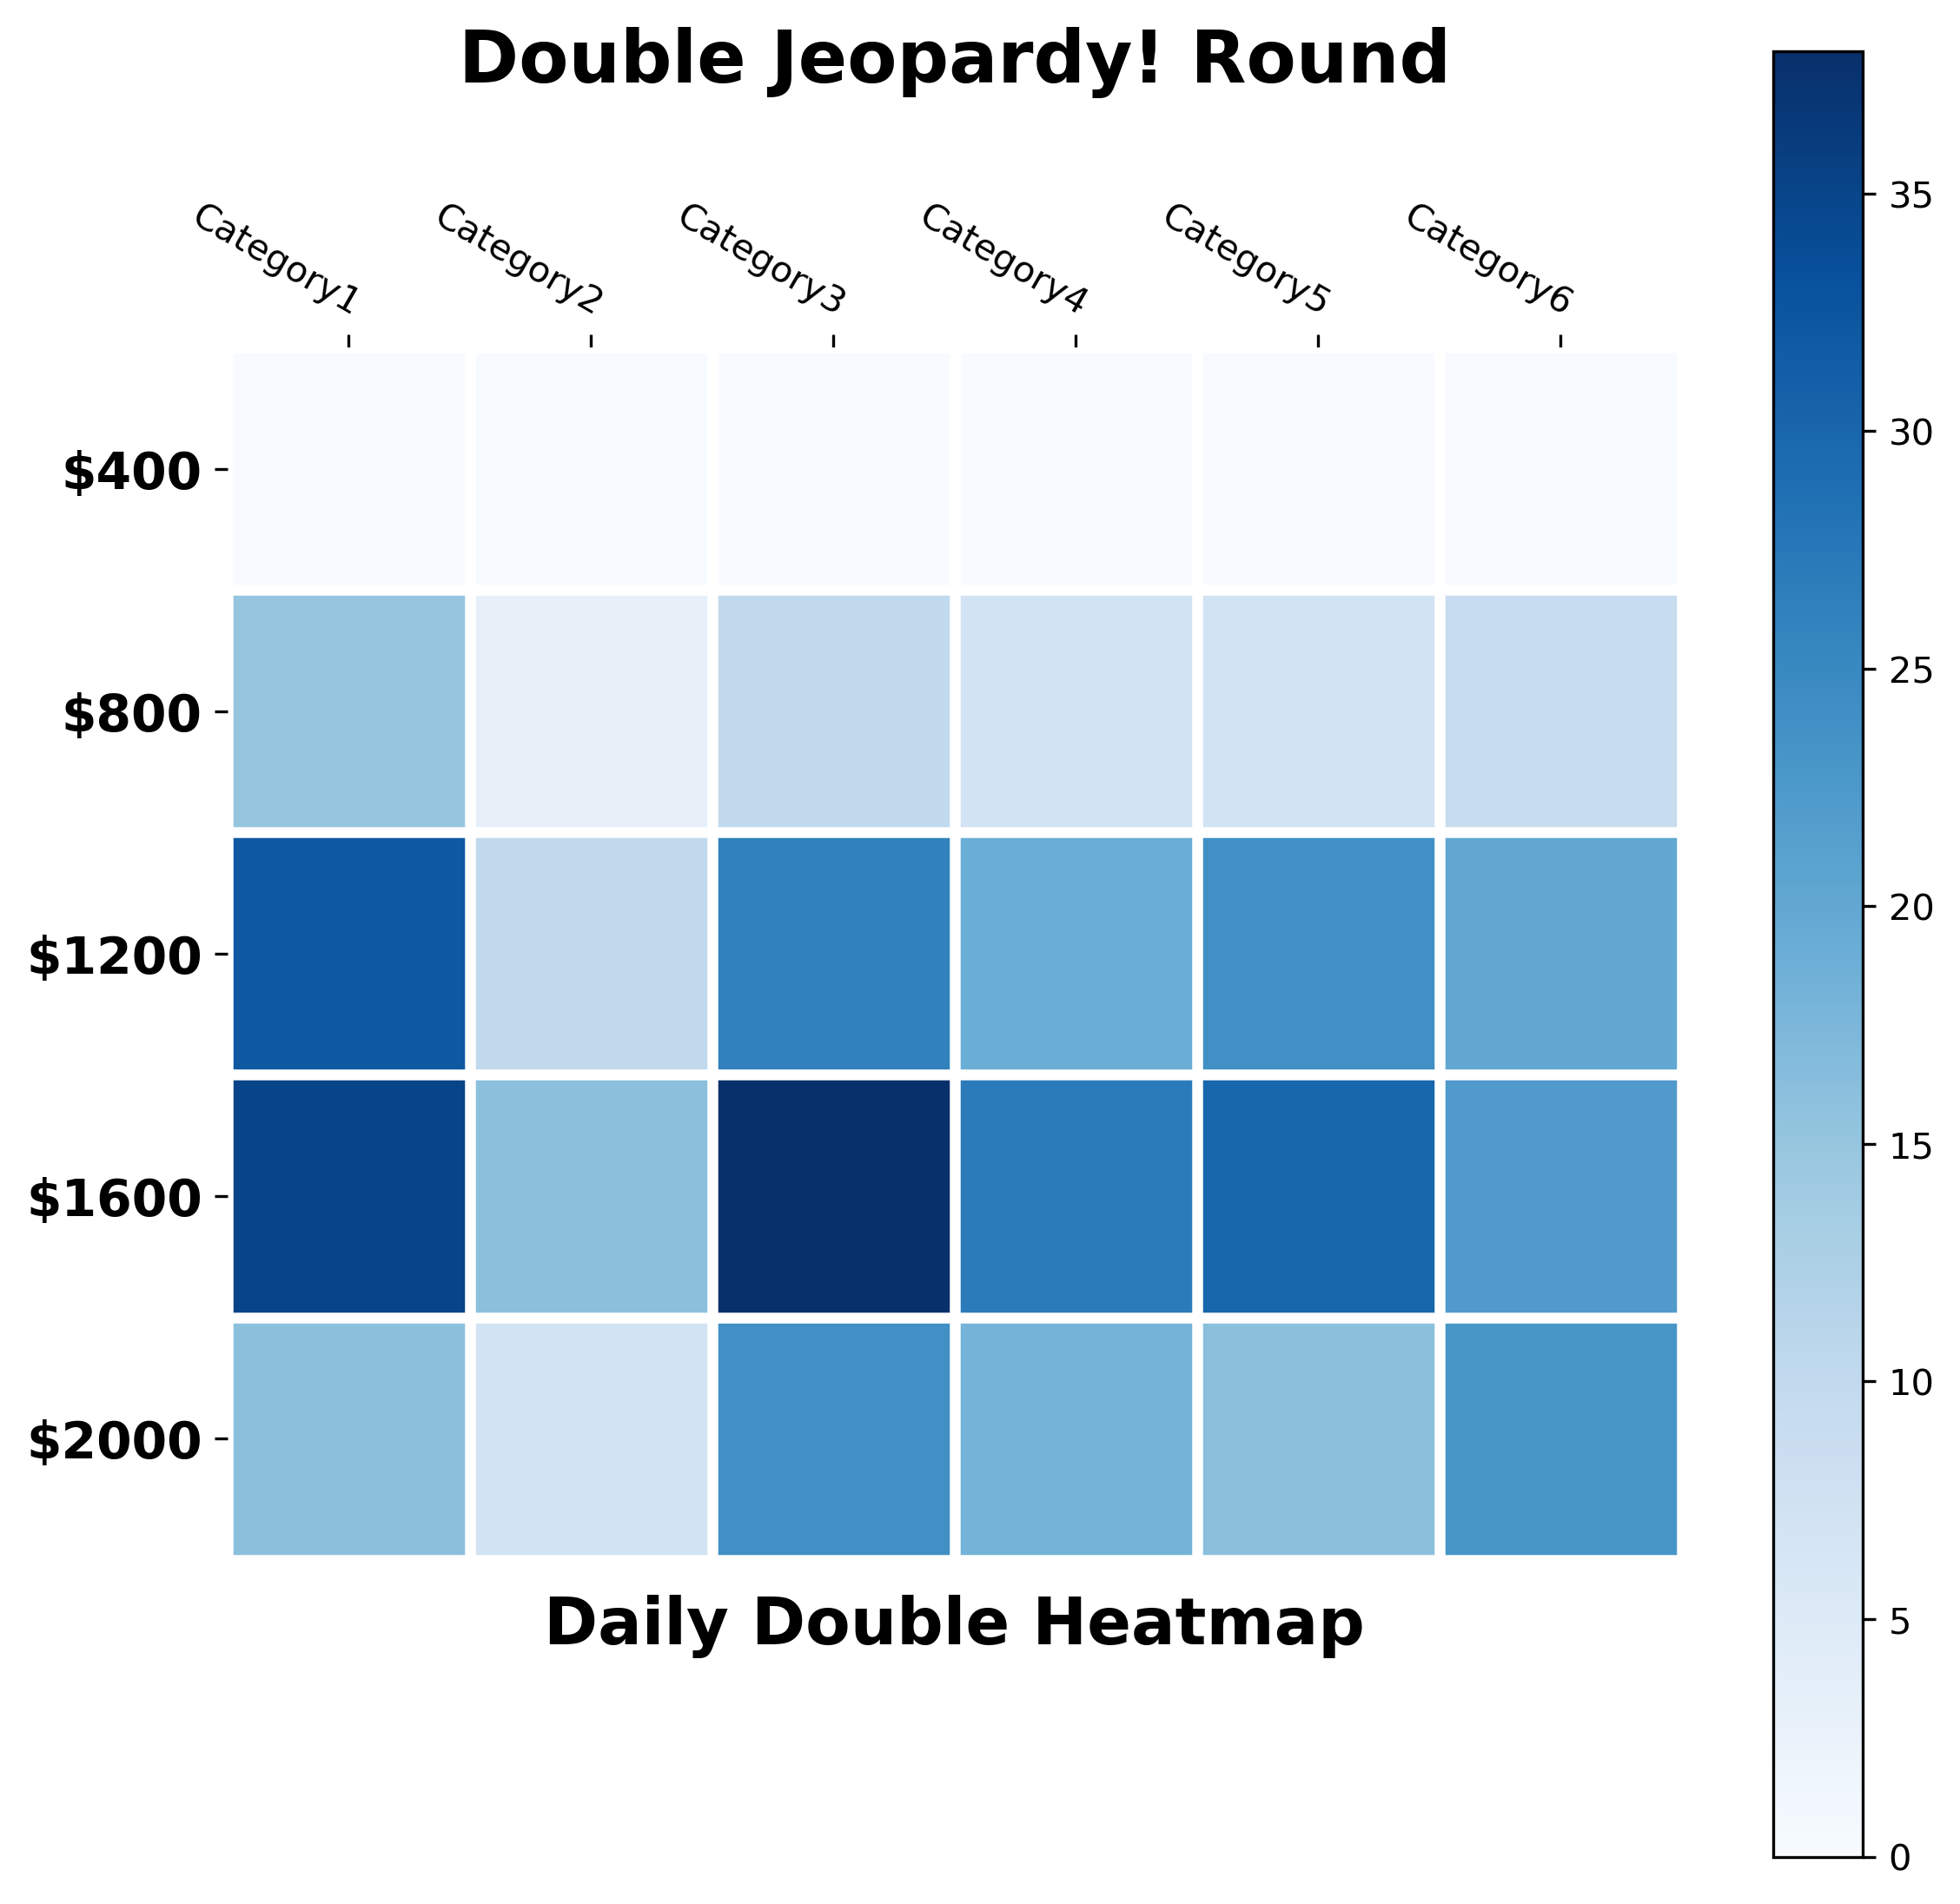 Double Jeopardy! Round
Category1
Category2
Category3
Category4
Category5
Category6
$400
$800
$1200
$1600
$2000
Daily Double Heatmap
35
30
25
20
15
10
5
0